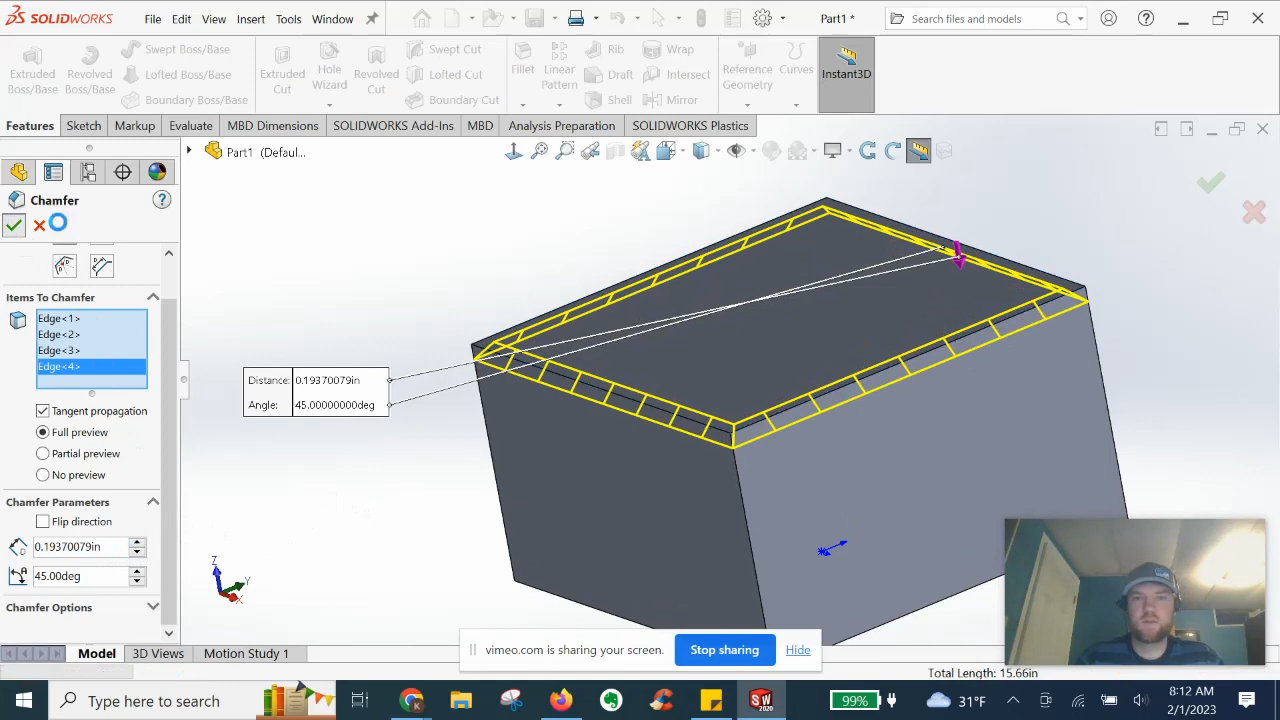 SOLIDWORKS File Edit View Insert Tools Window Part1 * Search files and models
Extruded Boss/Base Revolved Boss/Base Swept Boss/Base Lofted Boss/Base Boundary Boss/Base Extruded Cut Hole Wizard Revolved Cut Swept Cut Lofted Cut Boundary Cut Fillet Linear Pattern Rib Draft Shell Wrap Intersect Mirror Reference Geometry Curves Instant3D
Features Sketch Markup Evaluate MBD Dimensions SOLIDWORKS Add-Ins MBD Analysis Preparation SOLIDWORKS Plastics
Part1 (Defaul...
Chamfer
Items To Chamfer
Edge<1>
Edge<2>
Edge<3>
Edge<4>
Distance: 0.19370079in
Angle: 45.00000000deg
Tangent propagation
Full preview
Partial preview
No preview
Chamfer Parameters
Flip direction
0.19370079in
45.00deg
Chamfer Options
Z
Y
X
Model 3D Views Motion Study 1
vimeo.com is sharing your screen. Stop sharing Hide
Total Length: 15.66in
Type here to search
SW 2020
99%
31°F
8:12 AM
2/1/2023